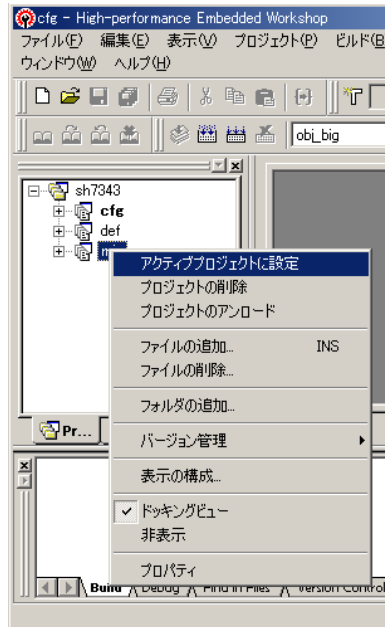 cfg - High-performance Embedded Workshop
ファイル(F) 編集(E) 表示(V) プロジェクト(P) ビルド(B
ウィンドウ(W) ヘルプ(H)
obj_big
sh7343
cfg
def
アクティブプロジェクトに設定
プロジェクトの削除
プロジェクトのアンロード
ファイルの追加... INS
ファイルの削除...
フォルダの追加...
Pr...
バージョン管理
表示の構成...
ドッキングビュー
非表示
プロパティ
Build Debug Find in Files Version Control